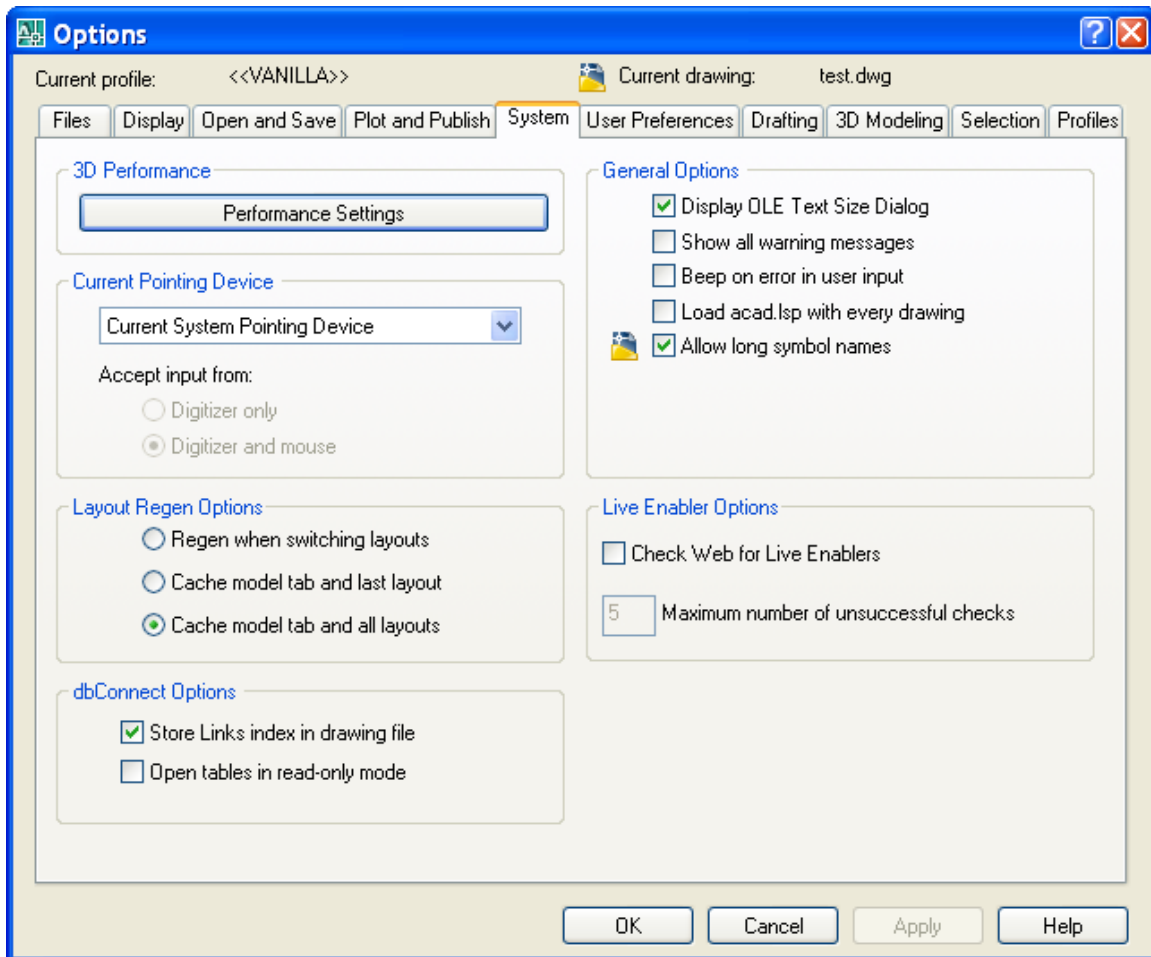 Options
Current profile: <<VANILLA>> Current drawing: test.dwg
Files Display Open and Save Plot and Publish System User Preferences Drafting 3D Modeling Selection Profiles
3D Performance
Performance Settings
Current Pointing Device
Current System Pointing Device
Accept input from:
Digitizer only
Digitizer and mouse
Layout Regen Options
Regen when switching layouts
Cache model tab and last layout
Cache model tab and all layouts
dbConnect Options
Store Links index in drawing file
Open tables in read-only mode
General Options
Display OLE Text Size Dialog
Show all warning messages
Beep on error in user input
Load acad.lsp with every drawing
Allow long symbol names
Live Enabler Options
Check Web for Live Enablers
5 Maximum number of unsuccessful checks
OK Cancel Apply Help